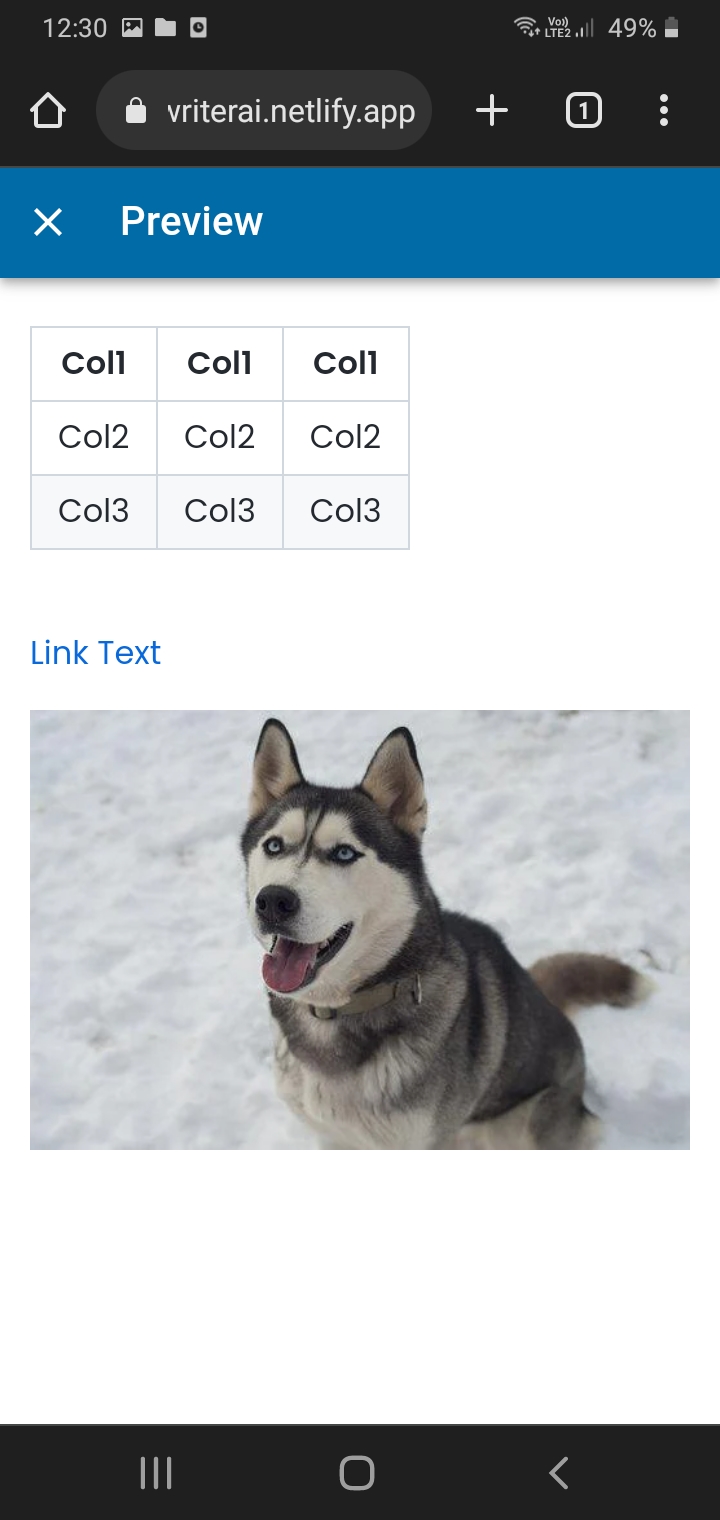 12:30 Vo)) LTE2 49%
vriterai.netlify.app 1
Preview
Col1 Col1 Col1
Col2 Col2 Col2
Col3 Col3 Col3
Link Text